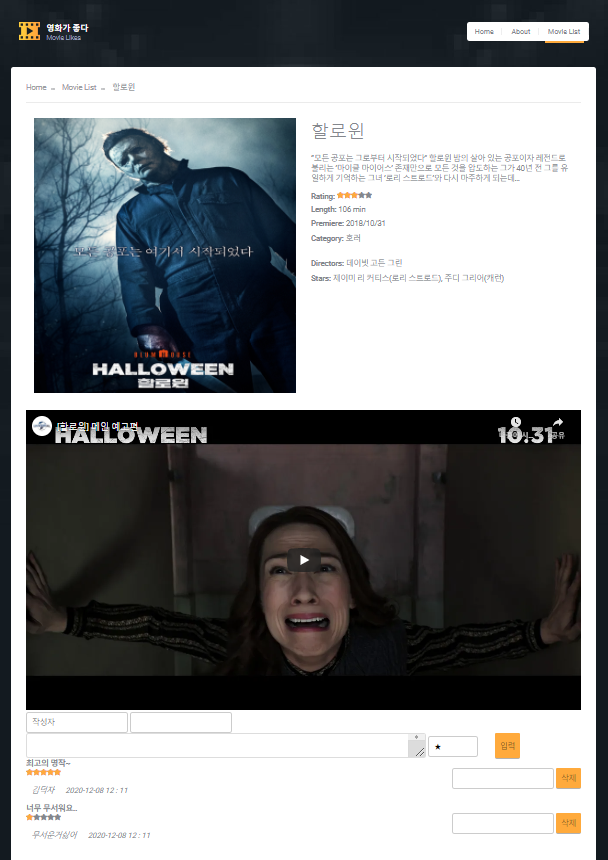 영화가 좋다
Movie Likes
Home
About
Movie List
Home
Movie List
할로윈
할로윈
"모든 공포는 그로부터 시작되었다" 할로윈 밤의 살아 있는 공포이자 레전드로
불리는 '마이클 마이어스' 존재만으로 모든 것을 압도하는 그가 40년 전 그를 유
일하게 기억하는 그녀 '로리 스트로드'와 다시 마주하게 되는데...
Rating:
Length: 106 min
Premiere: 2018/10/31
Category: 호러
Directors: 데이빗 고든 그린
Stars: 제이미 리 커티스(로리 스트로드), 주디 그리어(캐런)
모든 공포는 여기서 시작되었다
BLUMHOUSE
HALLOWEEN
할로윈
[할로윈] 메인 예고편
HALLOWEEN
10.31
공유
작성자
★
입력
최고의 영작~
삭제
김덕자 2020-12-08 12 : 11
너무 무서워요..
삭제
무서운거싫어 2020-12-08 12 : 11